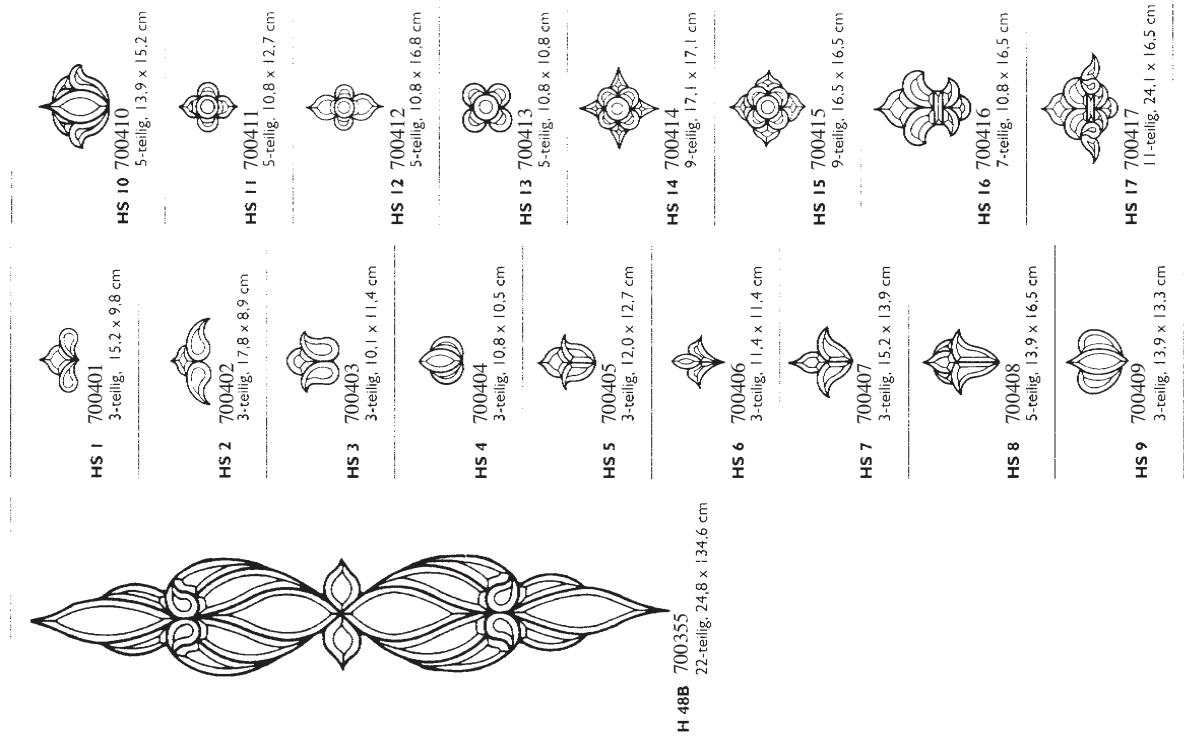 H 48B 700355
22-teilig, 24,8 x 134,6 cm
HS 1 700401
3-teilig, 15,2 x 9,8 cm
HS 2 700402
3-teilig, 17,8 x 8,9 cm
HS 3 700403
3-teilig, 10,1 x 11,4 cm
HS 4 700404
3-teilig, 10,8 x 10,5 cm
HS 5 700405
3-teilig, 12,0 x 12,7 cm
HS 6 700406
3-teilig, 11,4 x 11,4 cm
HS 7 700407
3-teilig, 15,2 x 13,9 cm
HS 8 700408
5-teilig, 13,9 x 16,5 cm
HS 9 700409
3-teilig, 13,9 x 13,3 cm
HS 10 700410
5-teilig, 13,9 x 15,2 cm
HS 11 700411
5-teilig, 10,8 x 12,7 cm
HS 12 700412
5-teilig, 10,8 x 16,8 cm
HS 13 700413
5-teilig, 10,8 x 10,8 cm
HS 14 700414
9-teilig, 17,1 x 17,1 cm
HS 15 700415
9-teilig, 16,5 x 16,5 cm
HS 16 700416
7-teilig, 10,8 x 16,5 cm
HS 17 700417
11-teilig, 24,1 x 16,5 cm